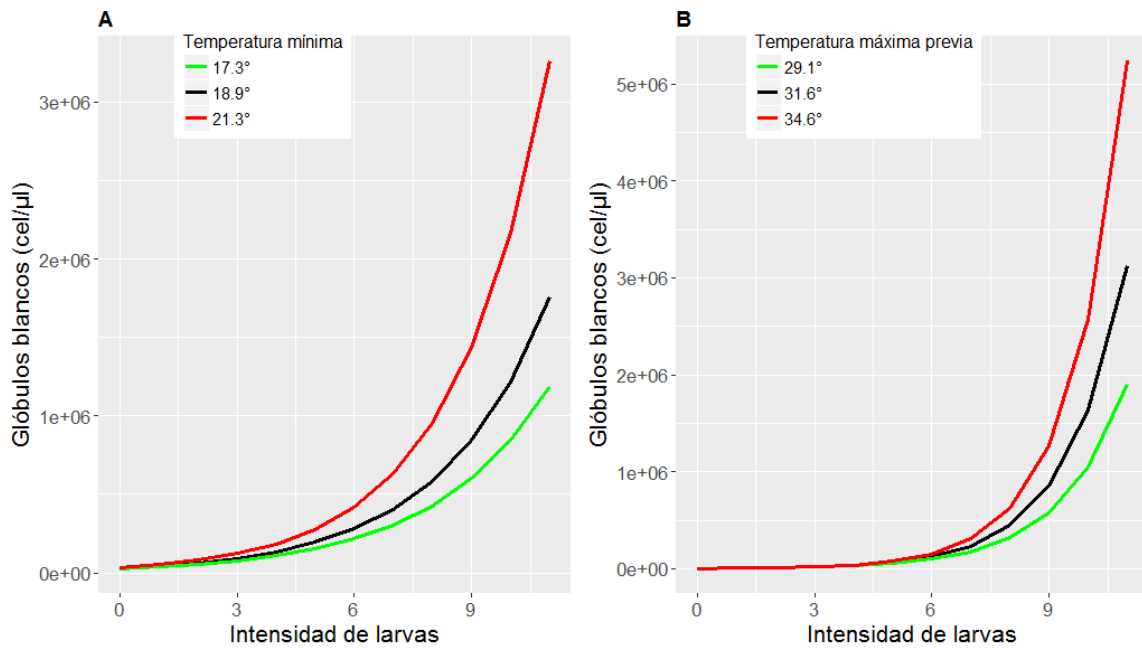 A
Temperatura mínima
17.3°
18.9°
21.3°
3e+06
2e+06
1e+06
0e+00
Glóbulos blancos (cel/µl)
0
3
6
9
Intensidad de larvas
B
Temperatura máxima previa
29.1°
31.6°
34.6°
5e+06
4e+06
3e+06
2e+06
1e+06
0e+00
Glóbulos blancos (cel/µl)
0
3
6
9
Intensidad de larvas